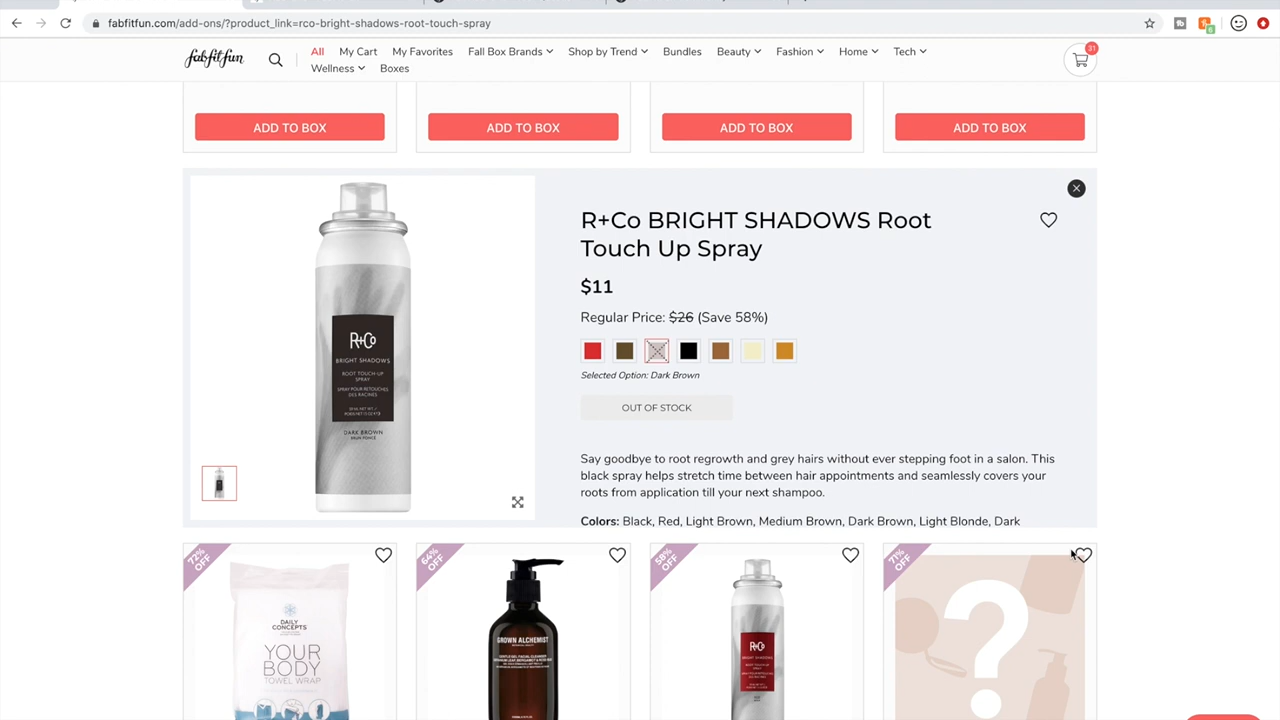 fabfitfun.com/add-ons/?product_link=rco-bright-shadows-root-touch-spray
6
fabfitfun
All My Cart My Favorites Fall Box Brands Shop by Trend Bundles Beauty Fashion Home Tech
Wellness Boxes
31
ADD TO BOX ADD TO BOX ADD TO BOX ADD TO BOX
R+Co BRIGHT SHADOWS Root
Touch Up Spray
$11
Regular Price: $26 (Save 58%)
Selected Option: Dark Brown
OUT OF STOCK
Say goodbye to root regrowth and grey hairs without ever stepping foot in a salon. This
black spray helps stretch time between hair appointments and seamlessly covers your
roots from application till your next shampoo.
Colors: Black, Red, Light Brown, Medium Brown, Dark Brown, Light Blonde, Dark
R+Co
BRIGHT SHADOWS
ROOT TOUCH-UP
SPRAY
SPRAY POUR RETOUCHES
DES RACINES
DARK BROWN
72%
OFF
DAILY
CONCEPTS
YOUR
BODY
TOWEL WRAP
64%
OFF
GROWN ALCHEMIST
58%
OFF
R+Co
BRIGHT SHADOWS
71%
OFF
?